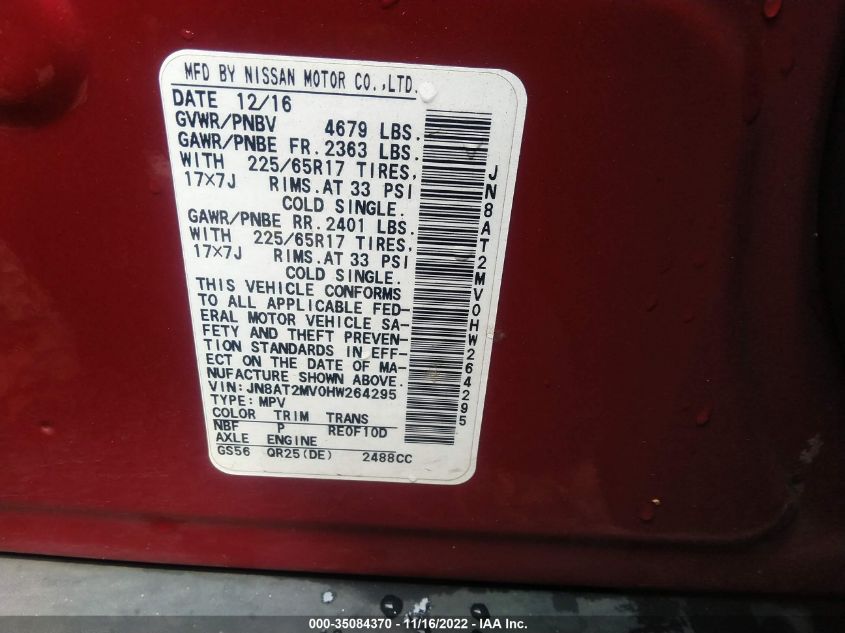 MFD BY NISSAN MOTOR CO.,LTD.
DATE 12/16
GVWR/PNBV 4679 LBS.
GAWR/PNBE FR. 2363 LBS.
WITH 225/65R17 TIRES,
17×7J RIMS. AT 33 PSI
COLD SINGLE.
GAWR/PNBE RR. 2401 LBS.
WITH 225/65R17 TIRES,
17×7J RIMS. AT 33 PSI
COLD SINGLE.
THIS VEHICLE CONFORMS
TO ALL APPLICABLE FED-
ERAL MOTOR VEHICLE SA-
FETY AND THEFT PREVEN-
TION STANDARDS IN EFF-
ECT ON THE DATE OF MA-
NUFACTURE SHOWN ABOVE.
VIN: JN8AT2MV0HW264295
TYPE: MPV
COLOR TRIM TRANS
NBF P RE0F10D
AXLE ENGINE
GS56 QR25(DE) 2488CC
JN8AT2MV0HW264295
000-35084370 - 11/16/2022 - IAA Inc.